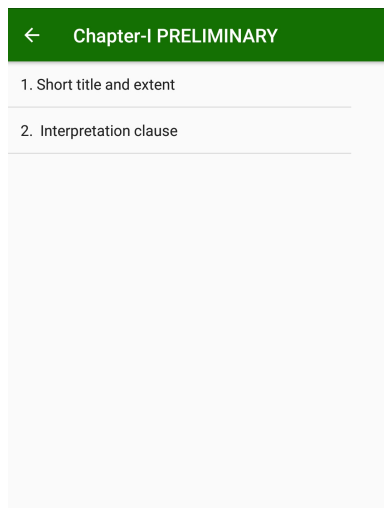 Chapter-I PRELIMINARY
1. Short title and extent
2.  Interpretation clause